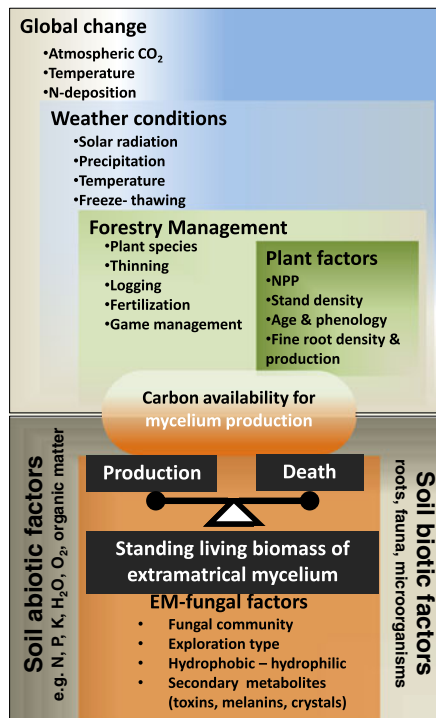 Global change
•Atmospheric CO₂
•Temperature
•N-deposition
Weather conditions
•Solar radiation
•Precipitation
•Temperature
•Freeze- thawing
Forestry Management
•Plant species
•Thinning
•Logging
•Fertilization
•Game management
Plant factors
•NPP
•Stand density
•Age & phenology
•Fine root density &
production
Carbon availability for
mycelium production
Soil abiotic factors
e.g. N, P, K, H₂O, O₂, organic matter
Production
Death
Standing living biomass of
extramatrical mycelium
EM-fungal factors
• Fungal community
• Exploration type
• Hydrophobic – hydrophilic
• Secondary metabolites
(toxins, melanins, crystals)
Soil biotic factors
roots, fauna, microorganisms